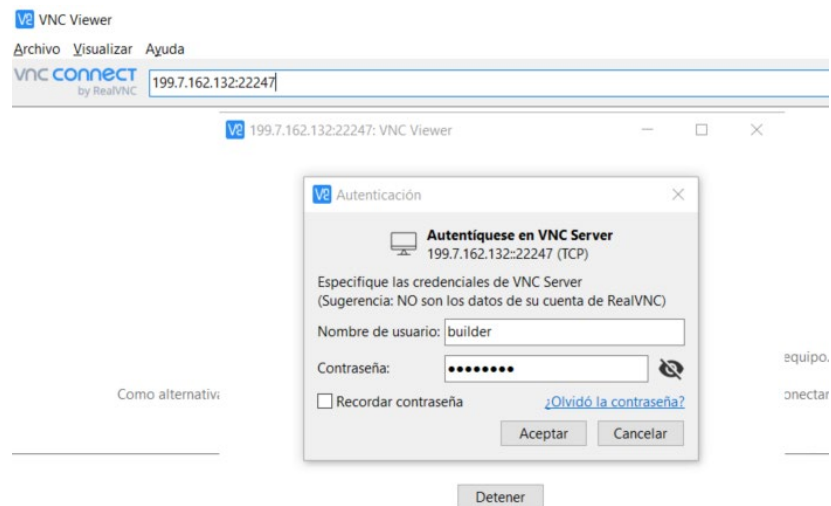 VNC Viewer
Archivo Visualizar Ayuda
vnc connect
by RealVNC
199.7.162.132:22247
199.7.162.132:22247: VNC Viewer
Autenticación
Autentíquese en VNC Server
199.7.162.132::22247 (TCP)
Especifique las credenciales de VNC Server
(Sugerencia: NO son los datos de su cuenta de RealVNC)
Nombre de usuario: builder
Contraseña: ••••••••
equipo.
Como alternativ
onectar
Recordar contraseña ¿Olvidó la contraseña?
Aceptar Cancelar
Detener